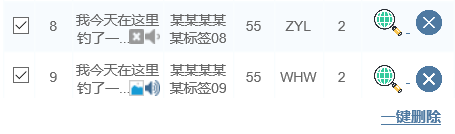 8 我今天在这里 某某某某 55 ZYL 2
钓了一... 某标签08
9 我今天在这里 某某某某 55 WHW 2
钓了一... 某标签09
一键删除